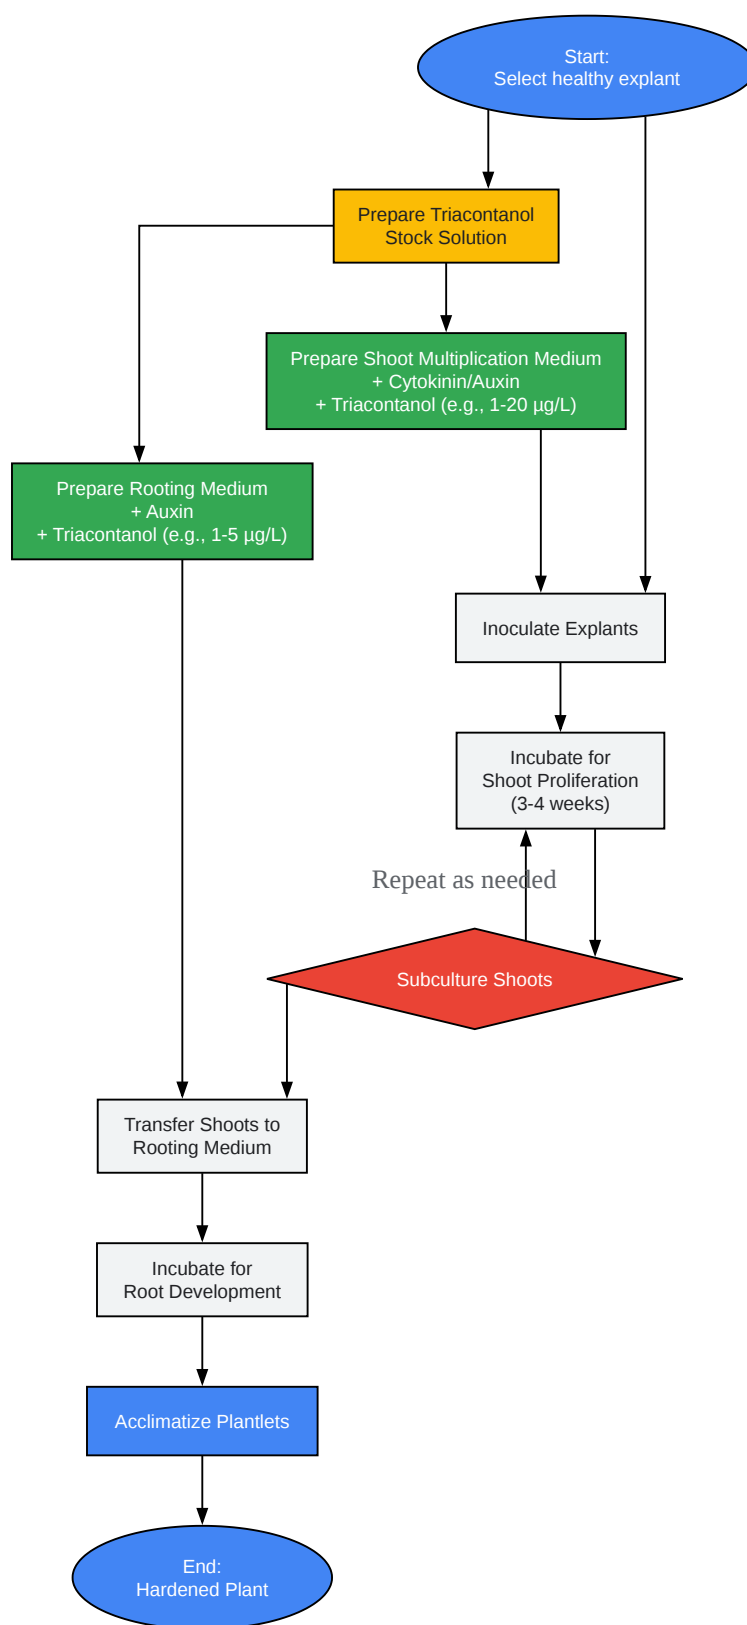 Start:
Select healthy explant
Prepare Triacontanol
Stock Solution
Prepare Shoot Multiplication Medium
+ Cytokinin/Auxin
+ Triacontanol (e.g., 1-20 µg/L)
Prepare Rooting Medium
+ Auxin
+ Triacontanol (e.g., 1-5 µg/L)
Inoculate Explants
Incubate for
Shoot Proliferation
(3-4 weeks)
Repeat as needed
Subculture Shoots
Transfer Shoots to
Rooting Medium
Incubate for
Root Development
Acclimatize Plantlets
End:
Hardened Plant